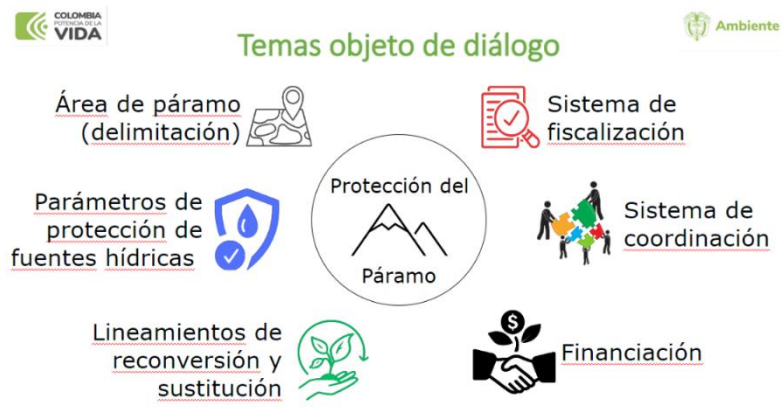 COLOMBIA
POTENCIA DE LA
VIDA
Ambiente
Temas objeto de diálogo
Área de páramo
(delimitación)
Parámetros de
protección de
fuentes hídricas
Lineamientos de
reconversión y
sustitución
Protección del
Páramo
Sistema de
fiscalización
Sistema de
coordinación
$
Financiación